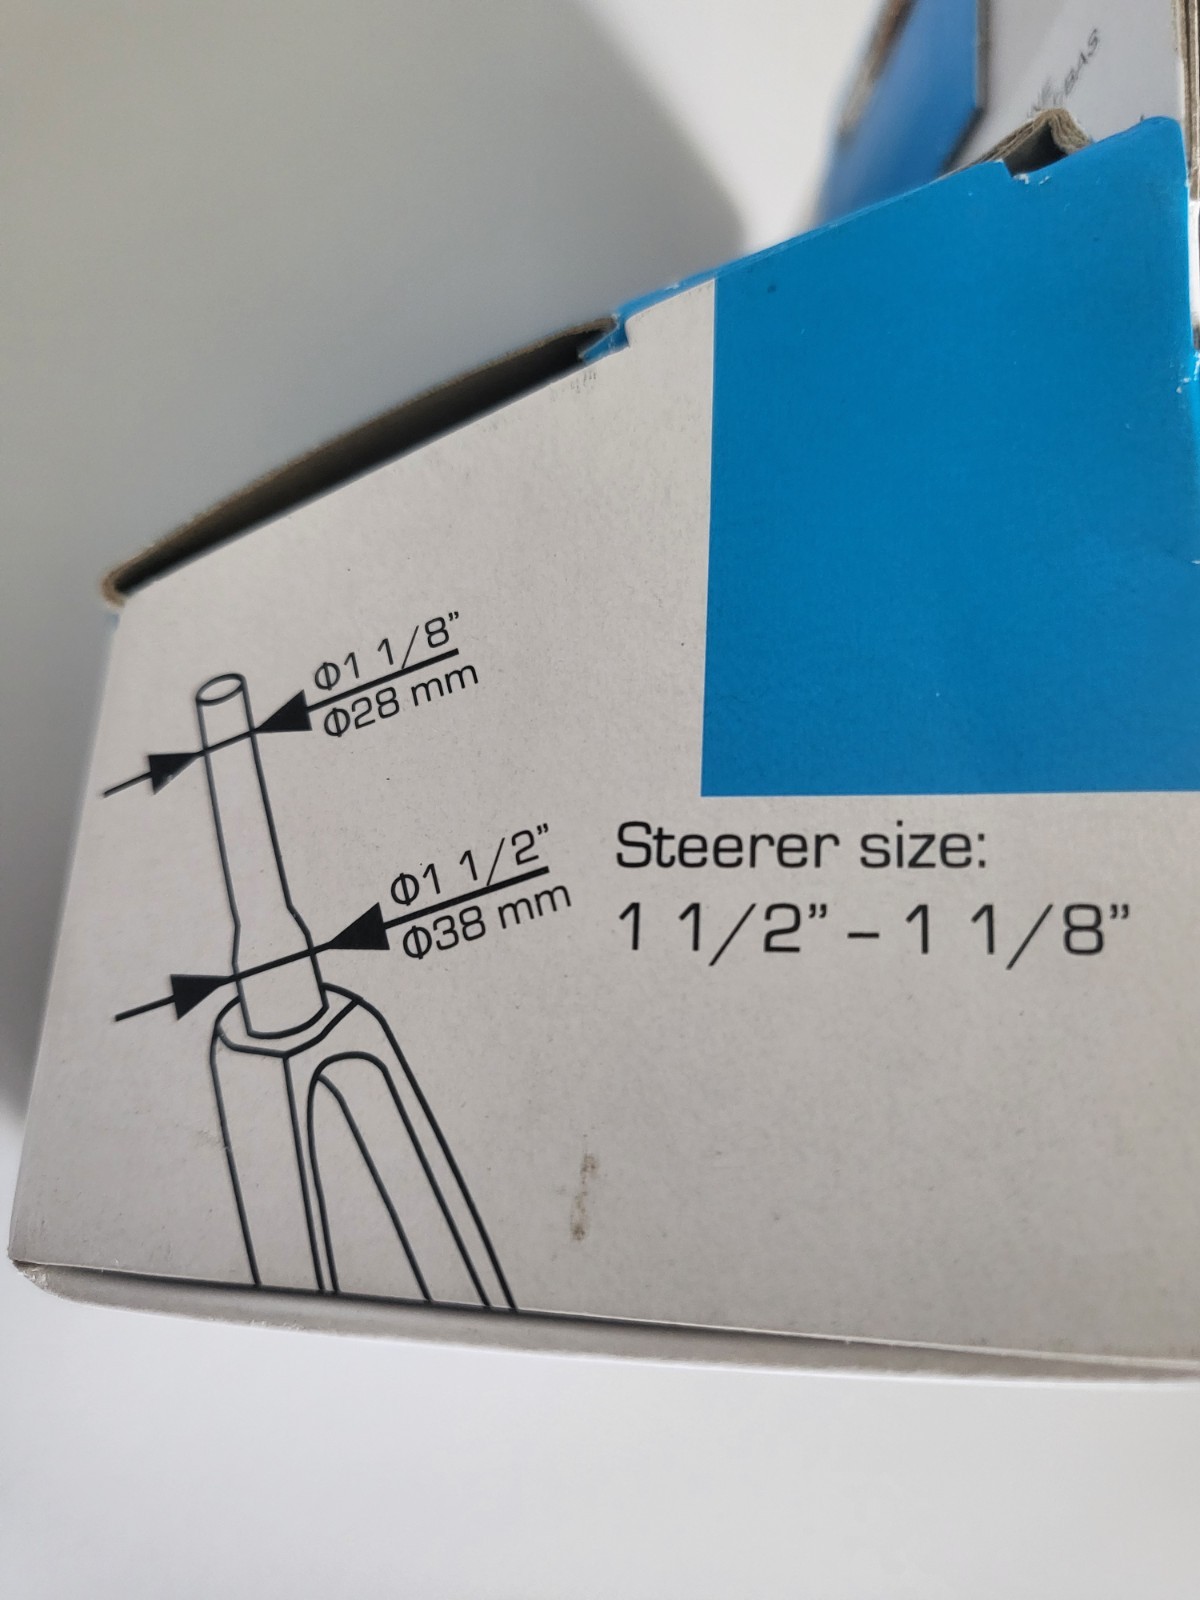 Φ1 1/8"
Φ28 mm
Φ1 1/2"
Φ38 mm
Steerer size:
1 1/2” – 1 1/8”